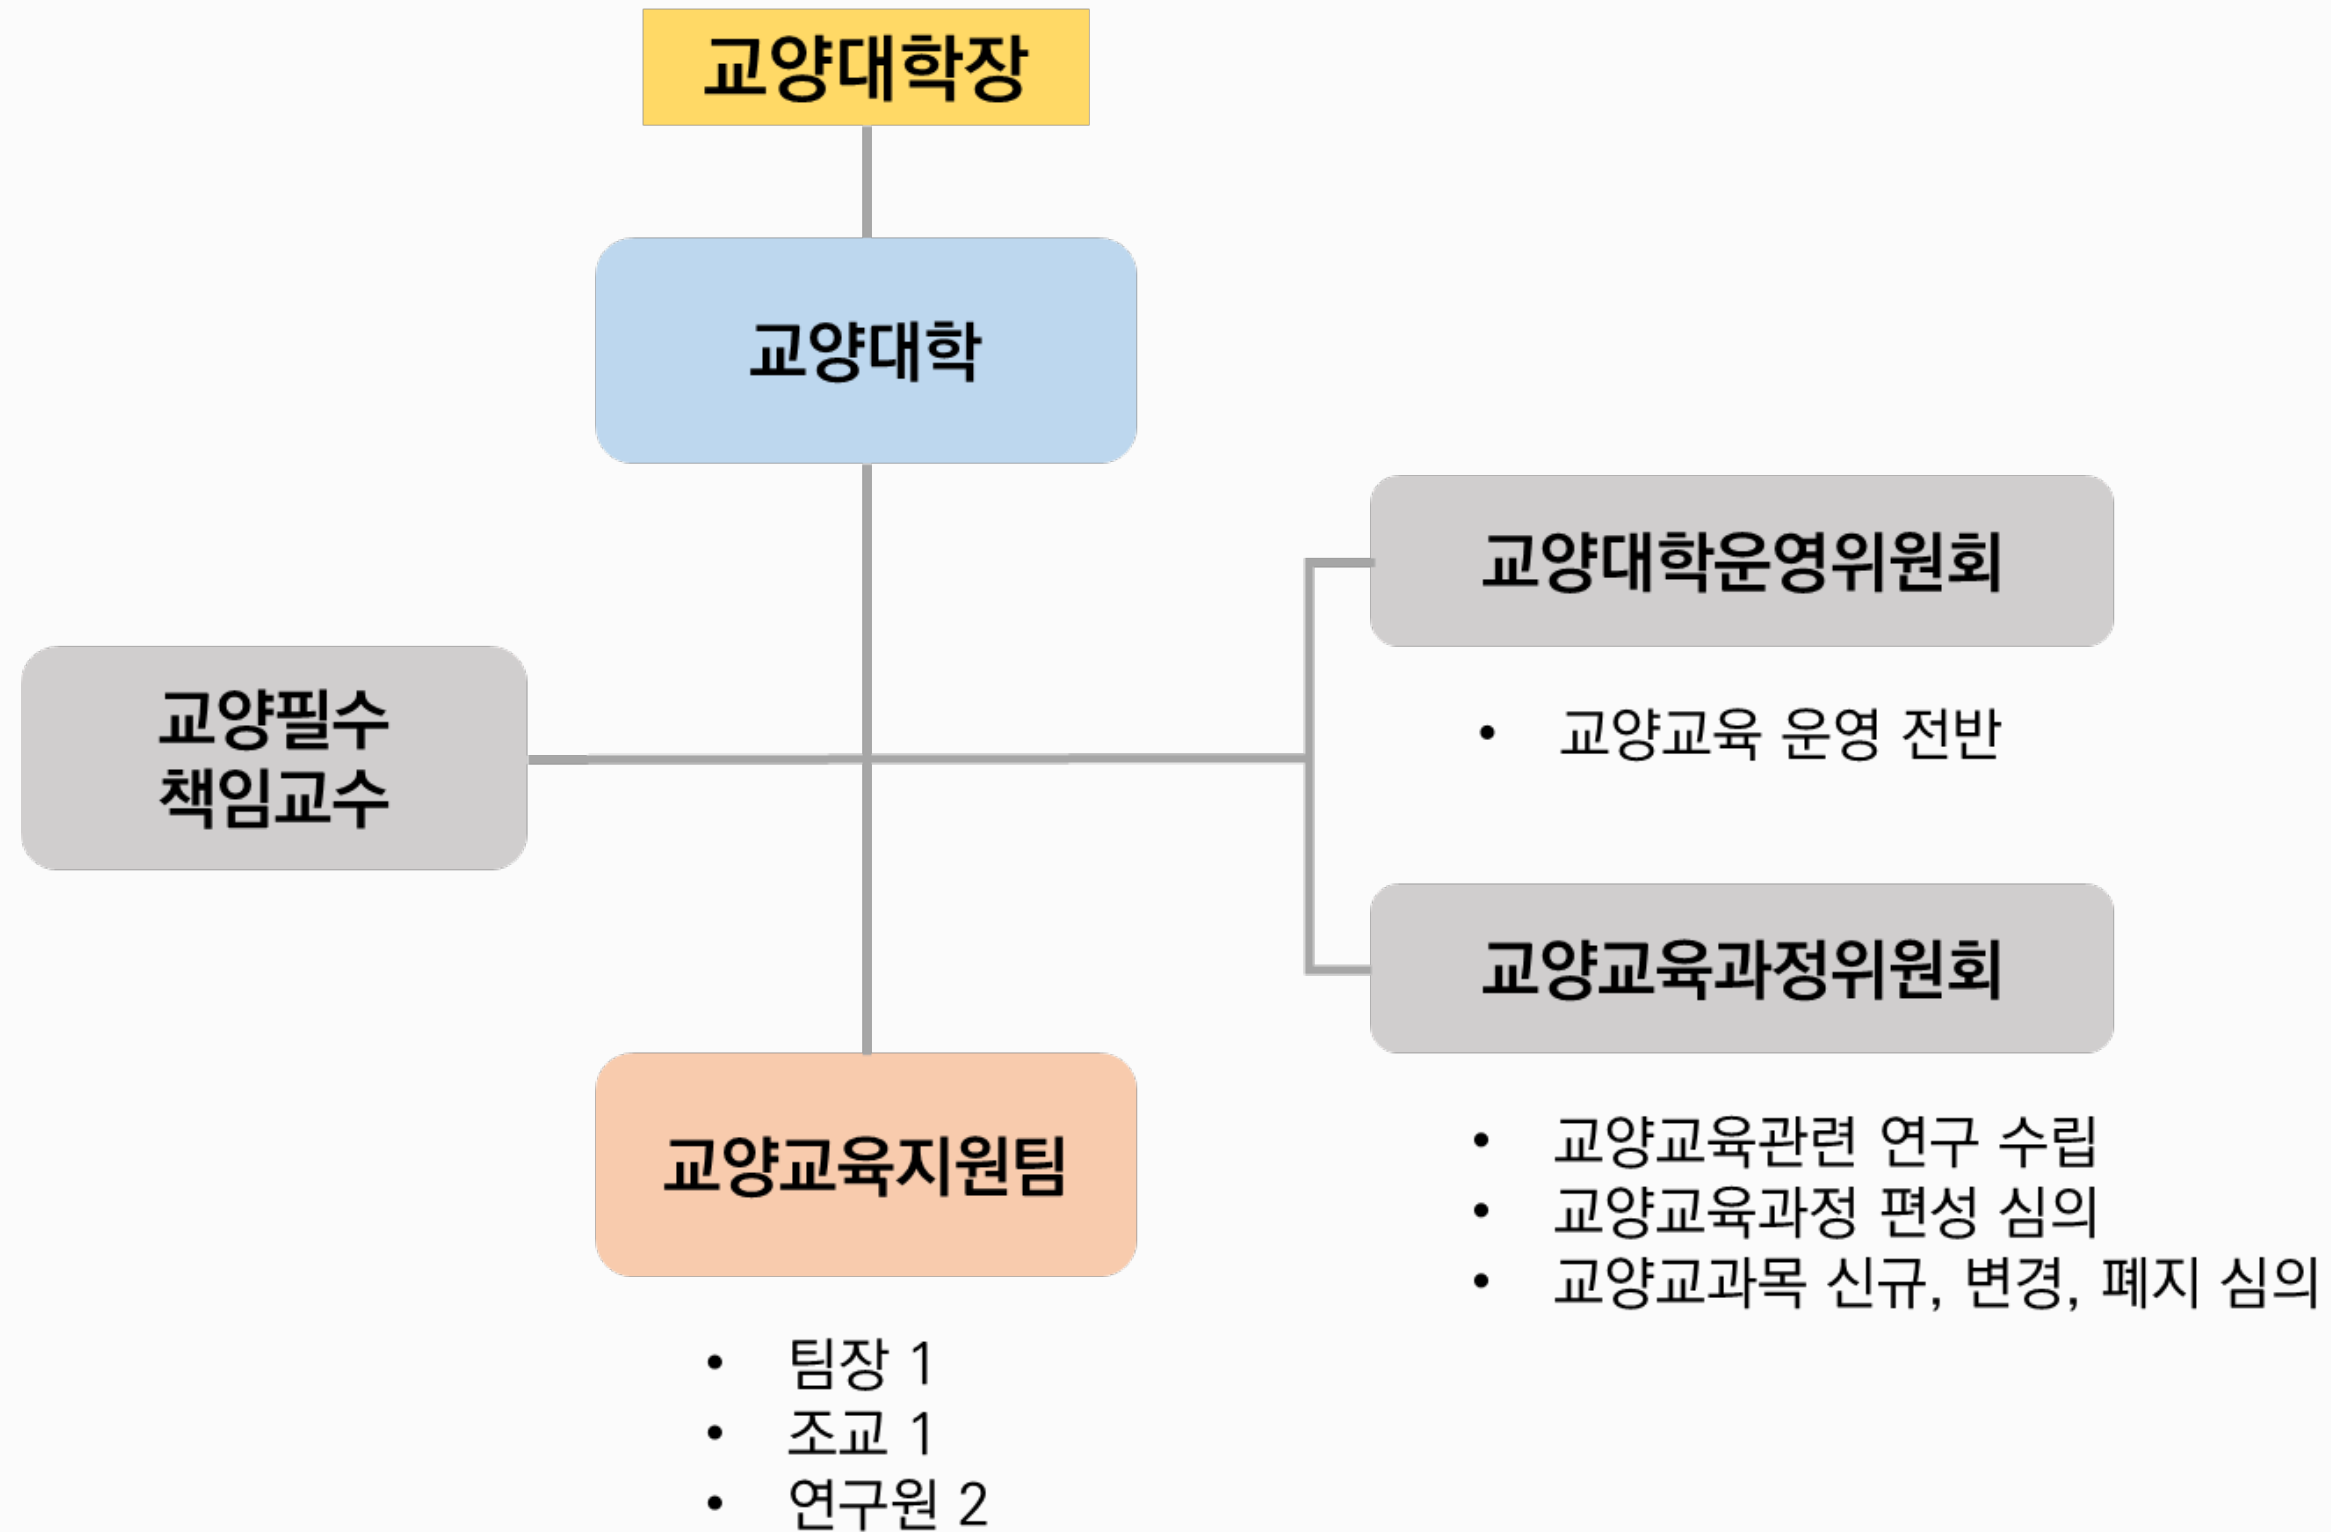 교양대학장
교양대학
교양대학운영위원회
• 교양교육 운영 전반
교양필수
책임교수
교양교육과정위원회
• 교양교육관련 연구 수립
• 교양교육과정 편성 심의
• 교양교과목 신규, 변경, 폐지 심의
교양교육지원팀
• 팀장 1
• 조교 1
• 연구원 2